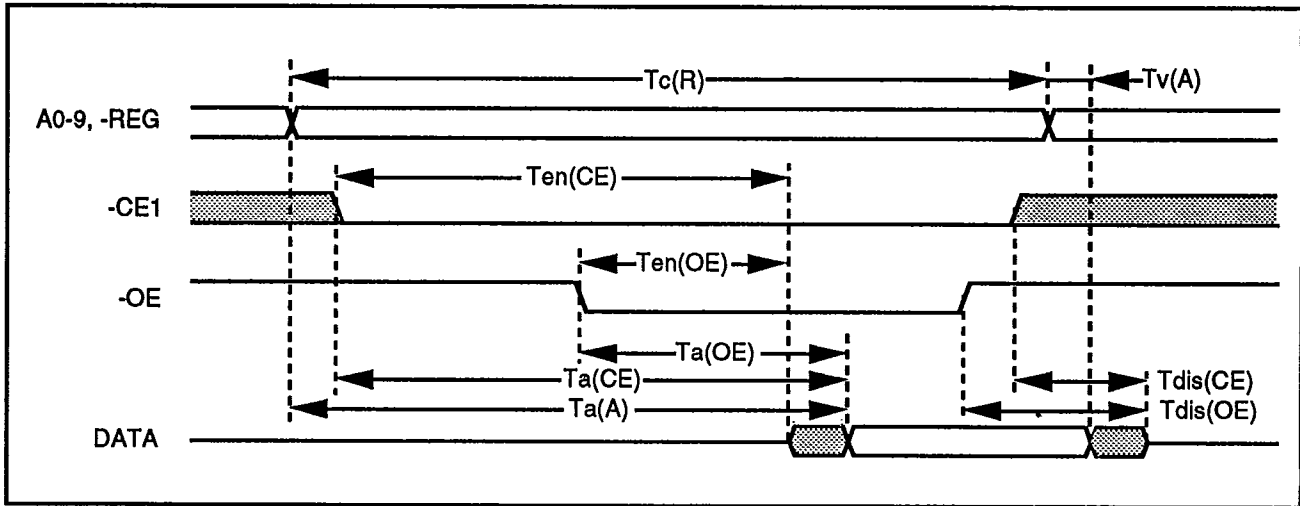 Tc(R)
Tv(A)
A0-9, -REG
Ten(CE)
-CE1
Ten(OE)
-OE
Ta(OE)
Ta(CE)
Tdis(CE)
Ta(A)
Tdis(OE)
DATA